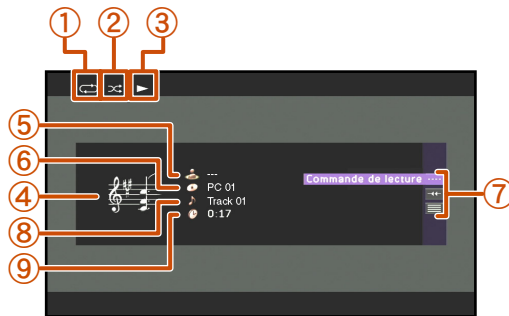 ① ② ③
⑤
---
⑥
PC 01
Commande de lecture
④
⑦
⑧
Track 01
⑨
0:17